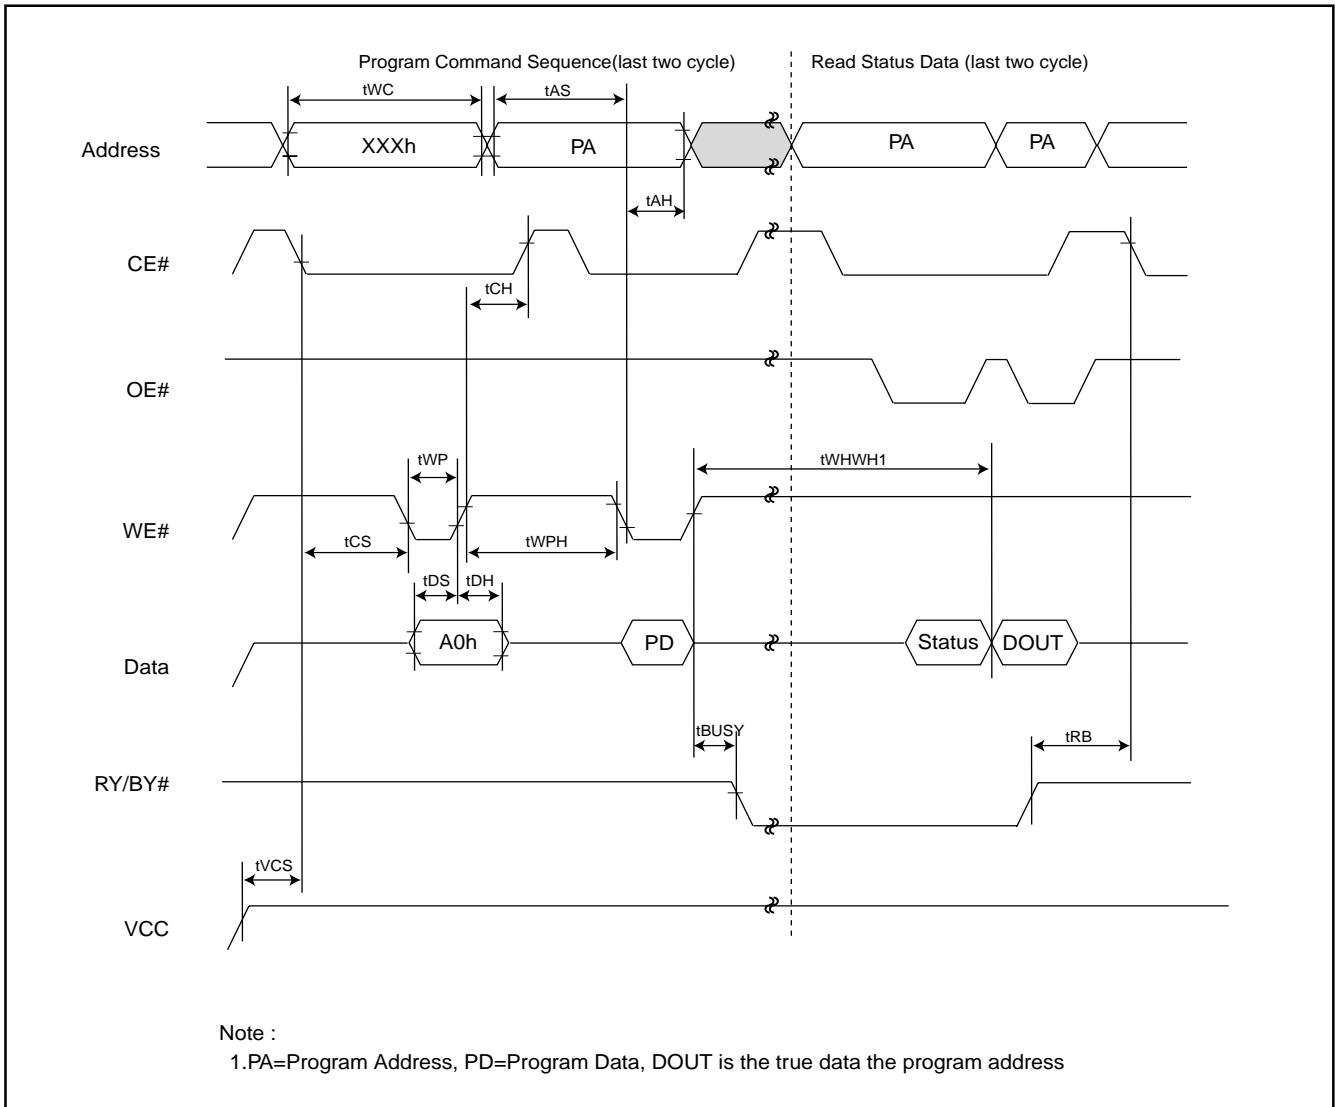 Program Command Sequence(last two cycle)
Read Status Data (last two cycle)
tWC
tAS
Address
XXXh
PA
PA
PA
tAH
CE#
tCH
OE#
tWP
tWHWH1
WE#
tCS
tWPH
tDS
tDH
A0h
PD
Status
DOUT
Data
tBUSY
tRB
RY/BY#
tVCS
VCC
Note :
1.PA=Program Address, PD=Program Data, DOUT is the true data the program address